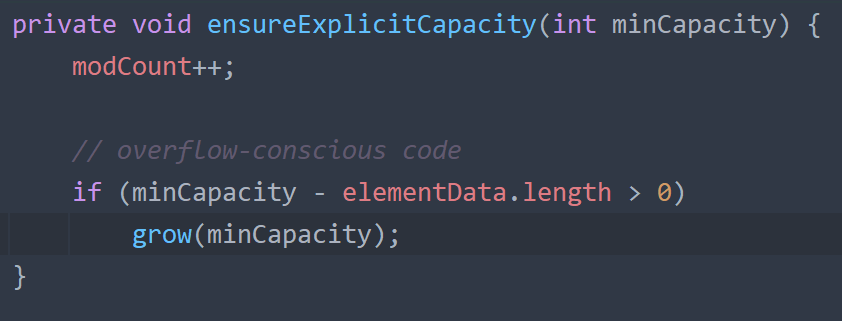 private void ensureExplicitCapacity(int minCapacity) {
    modCount++;

    // overflow-conscious code
    if (minCapacity - elementData.length > 0)
        grow(minCapacity);
}